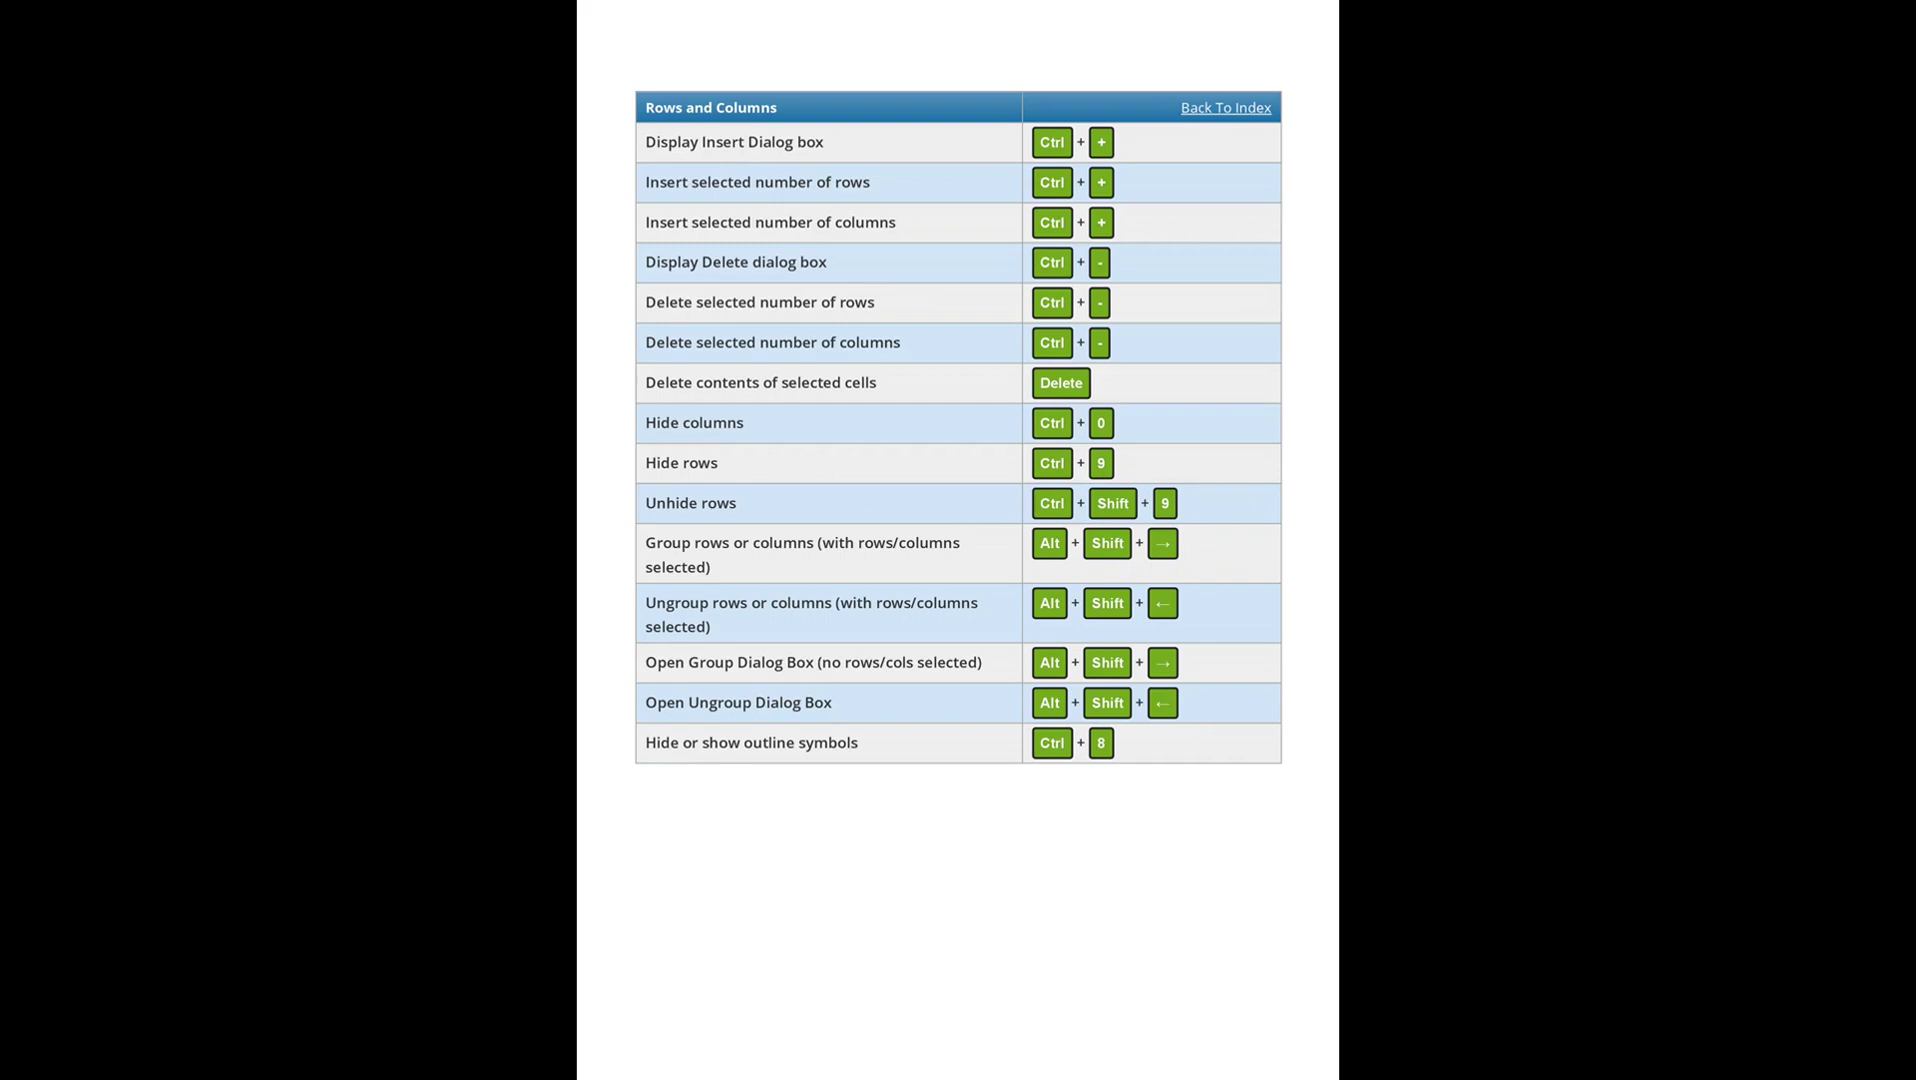 Rows and Columns Back To Index
Display Insert Dialog box Ctrl + +
Insert selected number of rows Ctrl + +
Insert selected number of columns Ctrl + +
Display Delete dialog box Ctrl + -
Delete selected number of rows Ctrl + -
Delete selected number of columns Ctrl + -
Delete contents of selected cells Delete
Hide columns Ctrl + 0
Hide rows Ctrl + 9
Unhide rows Ctrl + Shift + 9
Group rows or columns (with rows/columns Alt + Shift + →
selected)
Ungroup rows or columns (with rows/columns Alt + Shift + ←
selected)
Open Group Dialog Box (no rows/cols selected) Alt + Shift + →
Open Ungroup Dialog Box Alt + Shift + ←
Hide or show outline symbols Ctrl + 8